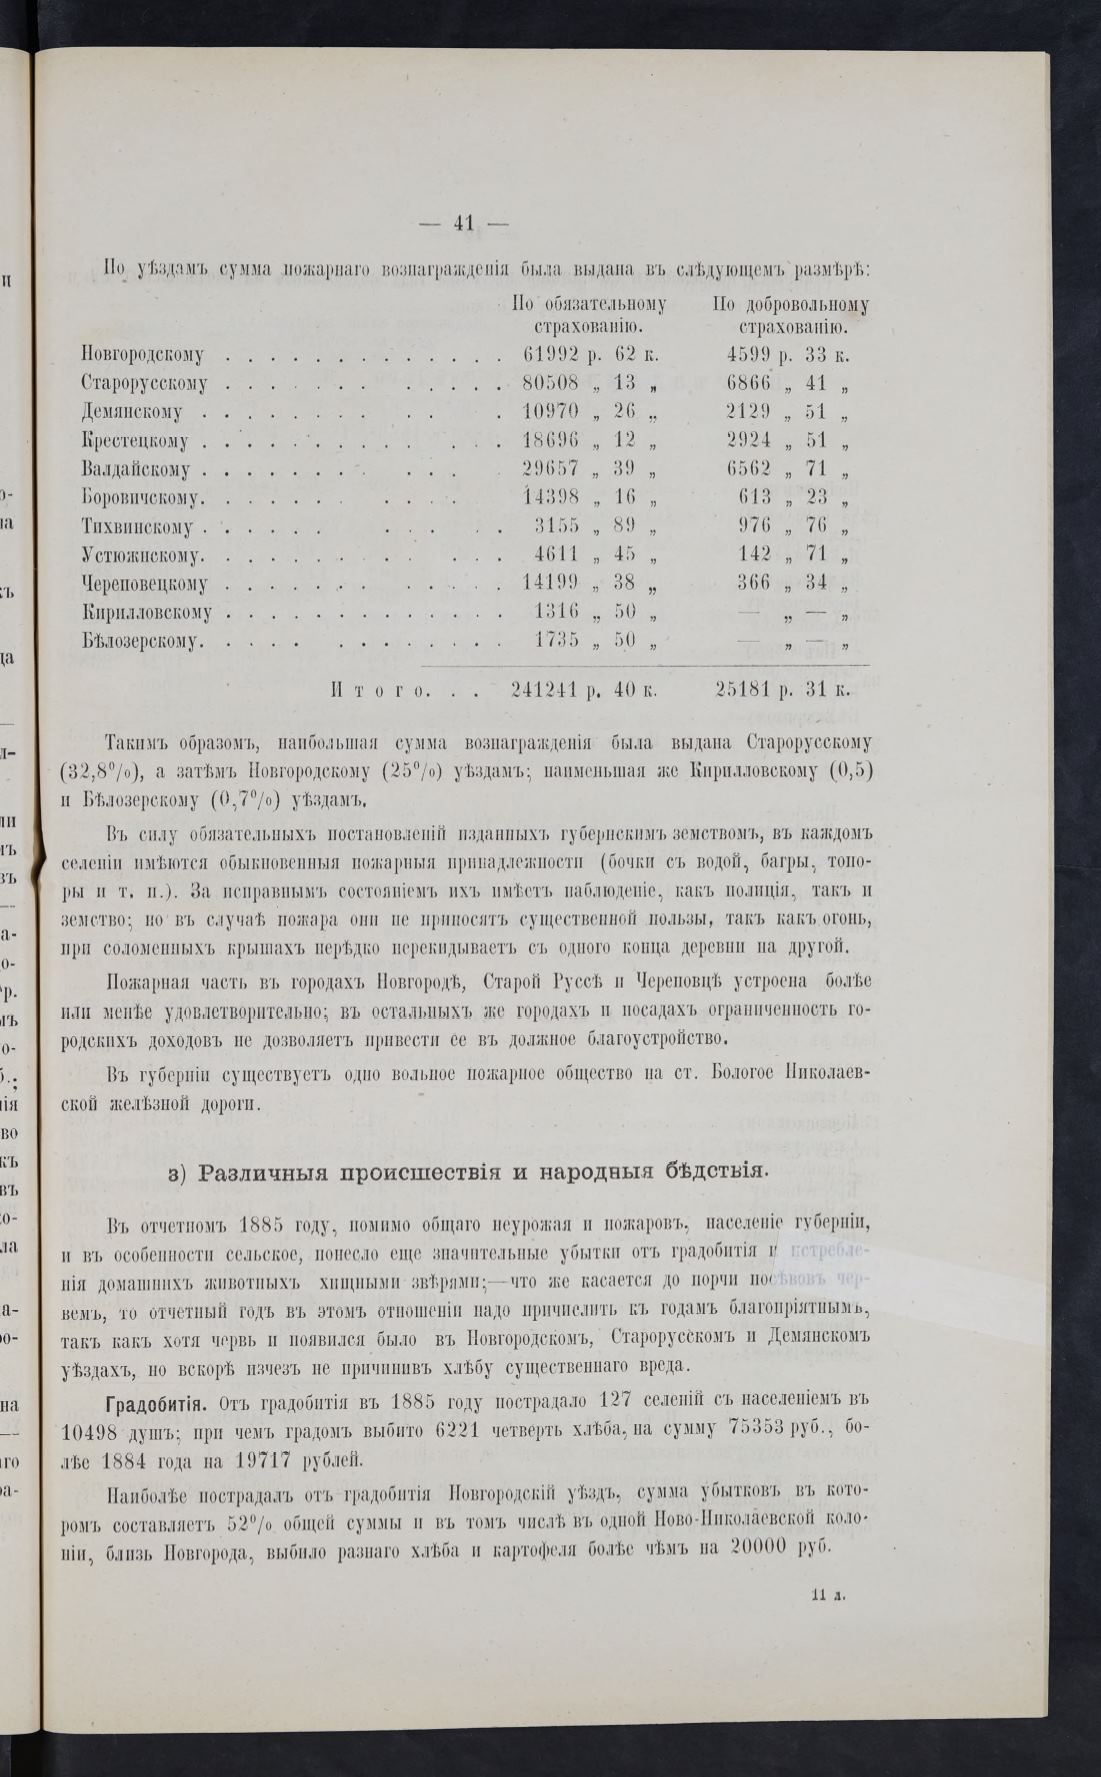 — 41 —
По уѣздамъ сумма пожарнаго вознагражденія была выдана въ слѣдующемъ размѣрѣ:
По обязательному страхованію. По добровольному страхованію.
Новгородскому . . . . . . . . . . . . . 61992 р. 62 к. 4599 р. 33 к.
Старорусскому . . . . . . . . . . . . . 80508 „ 13 „ 6866 „ 41 „
Демянскому . . . . . . . . . . . 10970 „ 26 „ 2129 „ 51 „
Крестецкому . . . . . . . . . . . . 18696 „ 12 „ 2924 „ 51 „
Валдайскому . . . . . . . . . . . 29657 „ 39 „ 6562 „ 71 „
Боровичскому. . . . . . . . . . . 14398 „ 16 „ 613 „ 23 „
Тихвинскому . . . . . . . . . . . 3155 „ 89 „ 976 „ 76 „
Устюжнскому. . . . . . . . . . . . 4611 „ 45 „ 142 „ 71 „
Череповецкому . . . . . . . . . . . . 14199 „ 38 „ 366 „ 34 „
Кирилловскому . . . . . . . . . . . . . 1316 „ 50 „ — „ — „
Бѣлозерскому. . . . . . . . . . . . . 1735 „ 50 „ — „ — „
Итого. . . 241241 р. 40 к. 25181 р. 31 к.
Такимъ образомъ, наибольшая сумма вознагражденія была выдана Старорусскому
(32,8%), а затѣмъ Новгородскому (25%) уѣздамъ; наименьшая же Кирилловскому (0,5)
и Бѣлозерскому (0,7%) уѣздамъ.
Въ силу обязательныхъ постановленій изданныхъ губернскимъ земствомъ, въ каждомъ
селеніи имѣются обыкновенныя пожарныя принадлежности (бочки съ водой, багры, топо-
ры и т. п.). За исправнымъ состояніемъ ихъ имѣетъ наблюденіе, какъ полиція, такъ и
земство; но въ случаѣ пожара они не приносятъ существенной пользы, такъ какъ огонь,
при соломенныхъ крышахъ нерѣдко перекидываетъ съ одного конца деревни на другой.
Пожарная часть въ городахъ Новгородѣ, Старой Руссѣ и Череповцѣ устроена болѣе
или менѣе удовлетворительно; въ остальныхъ же городахъ и посадахъ ограниченность го-
родскихъ доходовъ не дозволяетъ привести ее въ должное благоустройство.
Въ губерніи существуетъ одно вольное пожарное общество на ст. Бологое Николаев-
ской желѣзной дороги.
з) Различныя происшествія и народныя бѣдствія.
Въ отчетномъ 1885 году, помимо общаго неурожая и пожаровъ, населеніе губерніи,
и въ особенности сельское, понесло еще значительные убытки отъ градобитія и истребле-
нія домашнихъ животныхъ хищными звѣрями;—что же касается до порчи посѣвовъ чер-
вемъ, то отчетный годъ въ этомъ отношеніи надо причислить къ годамъ благопріятнымъ,
такъ какъ хотя червь и появился было въ Новгородскомъ, Старорусскомъ и Демянскомъ
уѣздахъ, но вскорѣ изчезъ не причинивъ хлѣбу существеннаго вреда.
Градобитія. Отъ градобитія въ 1885 году пострадало 127 селеній съ населеніемъ въ
10498 душъ; при чемъ градомъ выбито 6221 четверть хлѣба, на сумму 75353 руб., бо-
лѣе 1884 года на 19717 рублей.
Наиболѣе пострадалъ отъ градобитія Новгородскій уѣздъ, сумма убытковъ въ кото-
ромъ составляетъ 52% общей суммы и въ томъ числѣ въ одной Ново-Николаевской коло-
ніи, близь Новгорода, выбило разнаго хлѣба и картофеля болѣе чѣмъ на 20000 руб.
11 д.